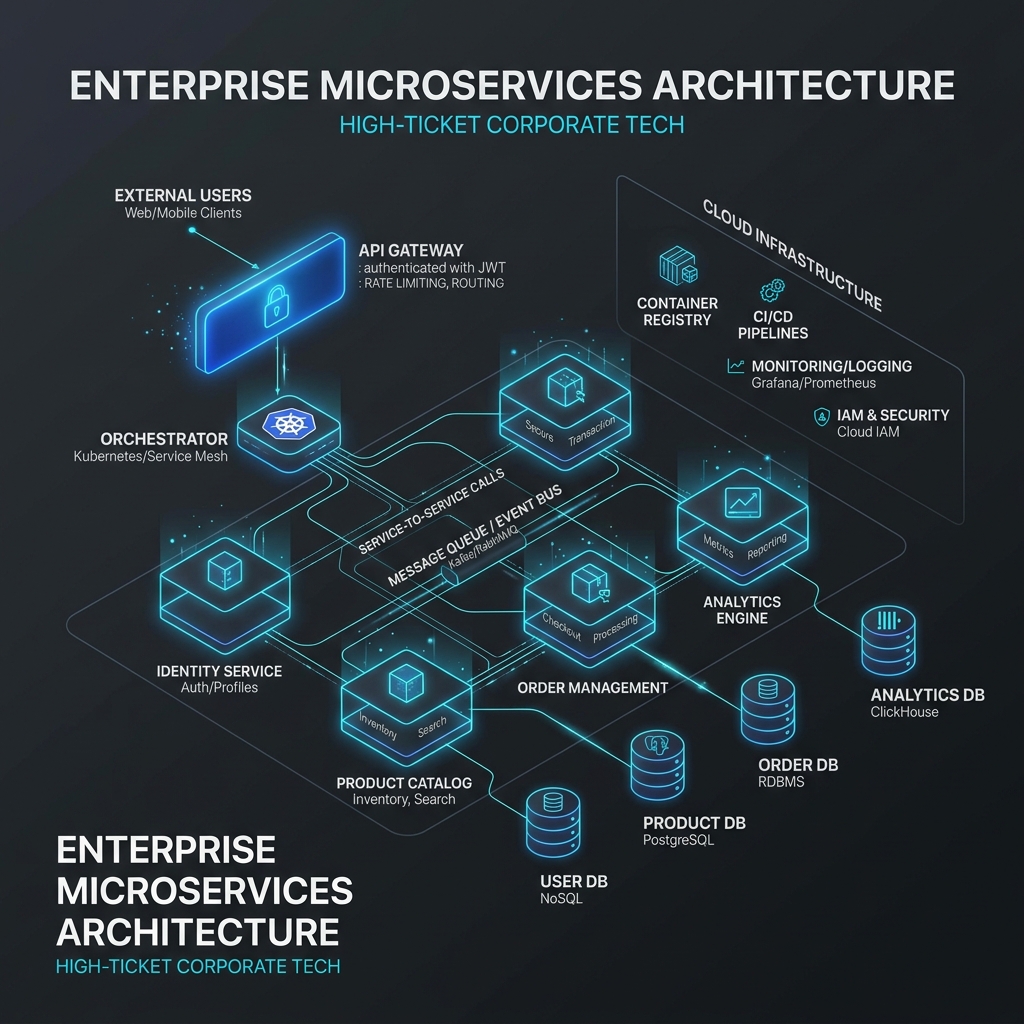 ENTERPRISE MICROSERVICES ARCHITECTURE
HIGH-TICKET CORPORATE TECH
EXTERNAL USERS
Web/Mobile Clients
API GATEWAY
: authenticated with JWT
: RATE LIMITING, ROUTING
CLOUD INFRASTRUCTURE
CONTAINER
REGISTRY
CI/CD
PIPELINES
MONITORING/LOGGING
Grafana/Prometheus
IAM & SECURITY
Cloud IAM
ORCHESTRATOR
Kubernetes/Service Mesh
Transaction
SERVICE-TO-SERVICE CALLS
MESSAGE QUEUE / EVENT BUS
Metrics Reporting
ANALYTICS
ENGINE
Checkout Processing
ORDER MANAGEMENT
IDENTITY SERVICE
Auth/Profiles
Inventory Search
PRODUCT CATALOG
Inventory, Search
ANALYTICS DB
ClickHouse
ORDER DB
RDBMS
PRODUCT DB
PostgreSQL
USER DB
NoSQL
ENTERPRISE
MICROSERVICES
ARCHITECTURE
HIGH-TICKET CORPORATE TECH